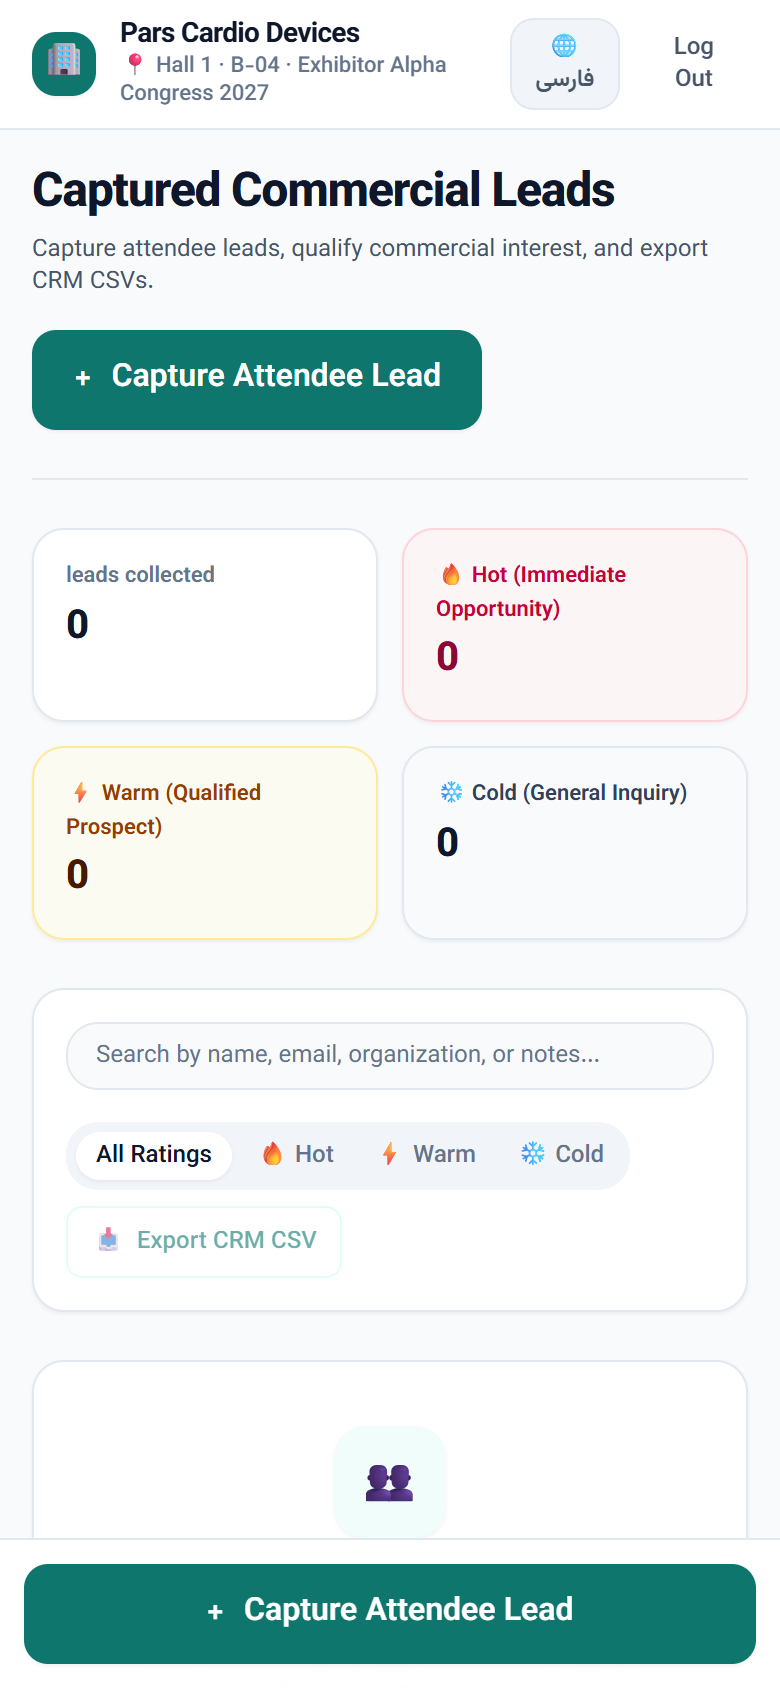 Pars Cardio Devices
📍 Hall 1 · B-04 · Exhibitor Alpha
Congress 2027
🌐
فارسی
Log
Out
Captured Commercial Leads
Capture attendee leads, qualify commercial interest, and export
CRM CSVs.
+ Capture Attendee Lead
leads collected
0
🔥 Hot (Immediate
Opportunity)
0
⚡ Warm (Qualified
Prospect)
0
❄️ Cold (General Inquiry)
0
Search by name, email, organization, or notes...
All Ratings 🔥 Hot ⚡ Warm ❄️ Cold
📥 Export CRM CSV
+ Capture Attendee Lead